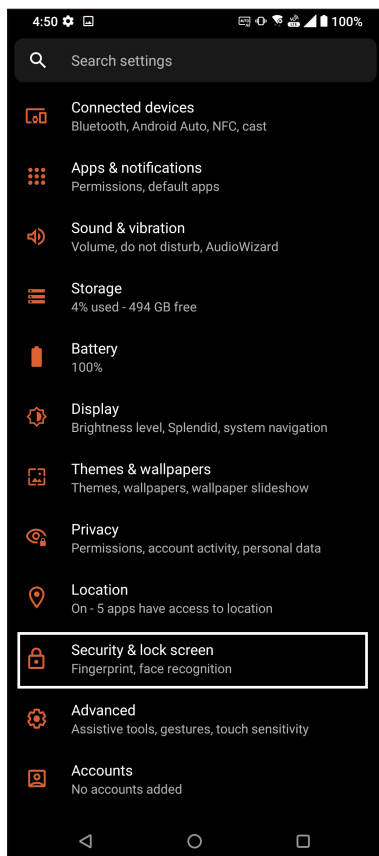 4:50 100%
Search settings
Connected devices
Bluetooth, Android Auto, NFC, cast
Apps & notifications
Permissions, default apps
Sound & vibration
Volume, do not disturb, AudioWizard
Storage
4% used - 494 GB free
Battery
100%
Display
Brightness level, Splendid, system navigation
Themes & wallpapers
Themes, wallpapers, wallpaper slideshow
Privacy
Permissions, account activity, personal data
Location
On - 5 apps have access to location
Security & lock screen
Fingerprint, face recognition
Advanced
Assistive tools, gestures, touch sensitivity
Accounts
No accounts added